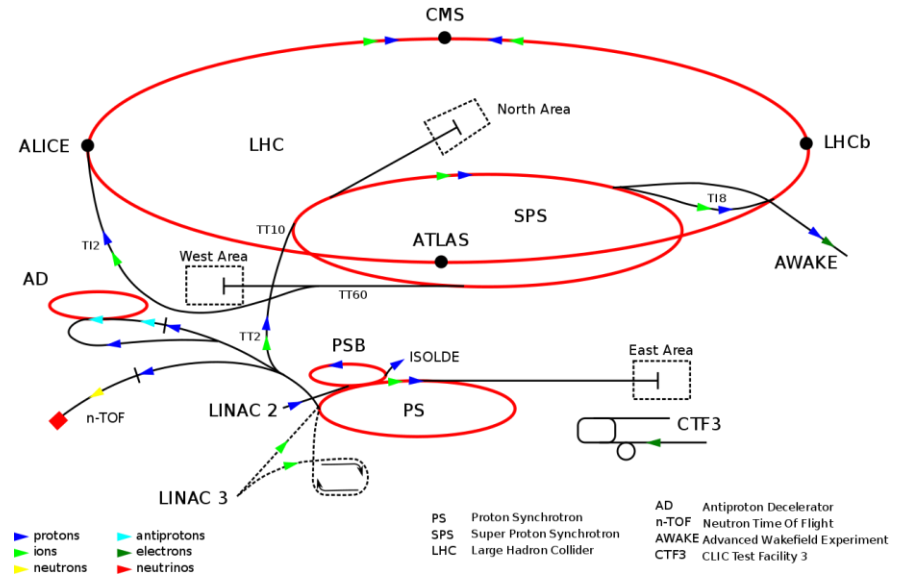 CMS
North Area
ALICE
LHC
LHCb
TI8
SPS
TT10
ATLAS
TI2
West Area
AWAKE
AD
TT60
TT2
PSB
ISOLDE
East Area
LINAC 2
PS
n-TOF
CTF3
LINAC 3
protons
ions
neutrons
antiprotons
electrons
neutrinos
PS Proton Synchrotron
SPS Super Proton Synchrotron
LHC Large Hadron Collider
AD Antiproton Decelerator
n-TOF Neutron Time Of Flight
AWAKE Advanced Wakefield Experiment
CTF3 CLIC Test Facility 3